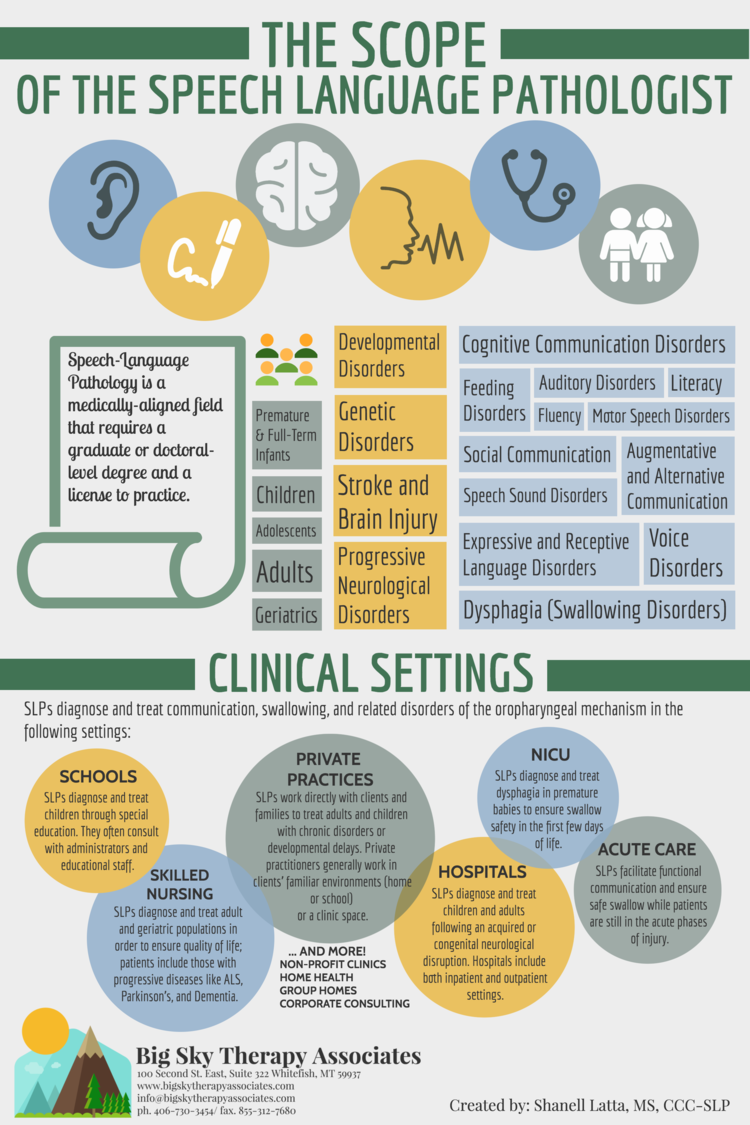 THE SCOPE
OF THE SPEECH LANGUAGE PATHOLOGIST
Speech-Language
Pathology is a
medically-aligned field
that requires a
graduate or doctoral-
level degree and a
license to practice.
Premature
& Full-Term
Infants
Children
Adolescents
Adults
Geriatrics
Developmental
Disorders
Genetic
Disorders
Stroke and
Brain Injury
Progressive
Neurological
Disorders
Cognitive Communication Disorders
Feeding
Disorders
Auditory Disorders
Literacy
Fluency
Motor Speech Disorders
Social Communication
Speech Sound Disorders
Augmentative
and Alternative
Communication
Expressive and Receptive
Language Disorders
Voice
Disorders
Dysphagia (Swallowing Disorders)
CLINICAL SETTINGS
SLPs diagnose and treat communication, swallowing, and related disorders of the oropharyngeal mechanism in the
following settings:
SCHOOLS
SLPs diagnose and treat
children through special
education. They often consult
with administrators and
educational staff.
SKILLED
NURSING
SLPs diagnose and treat adult
and geriatric populations in
order to ensure quality of life;
patients include those with
progressive diseases like ALS,
Parkinson's, and Dementia.
PRIVATE
PRACTICES
SLPs work directly with clients and
families to treat adults and children
with chronic disorders or
developmental delays. Private
practitioners generally work in
clients' familiar environments (home
or school)
or a clinic space.
... AND MORE!
NON-PROFIT CLINICS
HOME HEALTH
GROUP HOMES
CORPORATE CONSULTING
HOSPITALS
SLPs diagnose and treat
children and adults
following an acquired or
congenital neurological
disruption. Hospitals include
both inpatient and outpatient
settings.
NICU
SLPs diagnose and treat
dysphagia in premature
babies to ensure swallow
safety in the first few days
of life.
ACUTE CARE
SLPs facilitate functional
communication and ensure
safe swallow while patients
are still in the acute phases
of injury.
Big Sky Therapy Associates
100 Second St. East, Suite 322 Whitefish, MT 59937
www.bigskytherapyassociates.com
info@bigskytherapyassociates.com
ph. 406-730-3454/ fax. 855-312-7680
Created by: Shanell Latta, MS, CCC-SLP